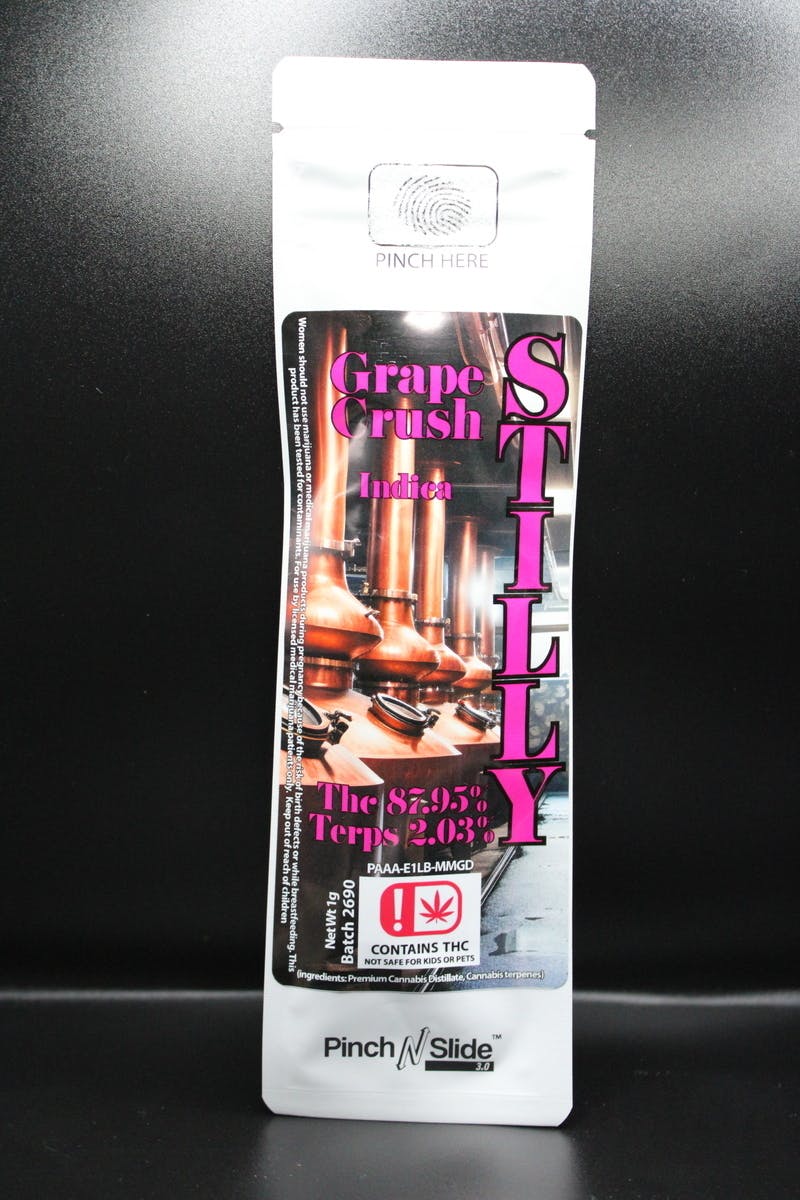 PINCH HERE
Grape
Crush
Indica
STILLY
Thc 87.95%
Terps 2.03%
Women should not use marijuana or medical marijuana products during pregnancy because of the risk of birth defects or while breastfeeding. This
product has been tested for contaminants. For use by licensed medical marijuana patients only. Keep out of reach of children
PAAA-E1LB-MMGD
Net Wt 1g
Batch 2690
!
CONTAINS THC
NOT SAFE FOR KIDS OR PETS
(Ingredients: Premium Cannabis Distillate, Cannabis terpenes)
Pinch N Slide™
3.0